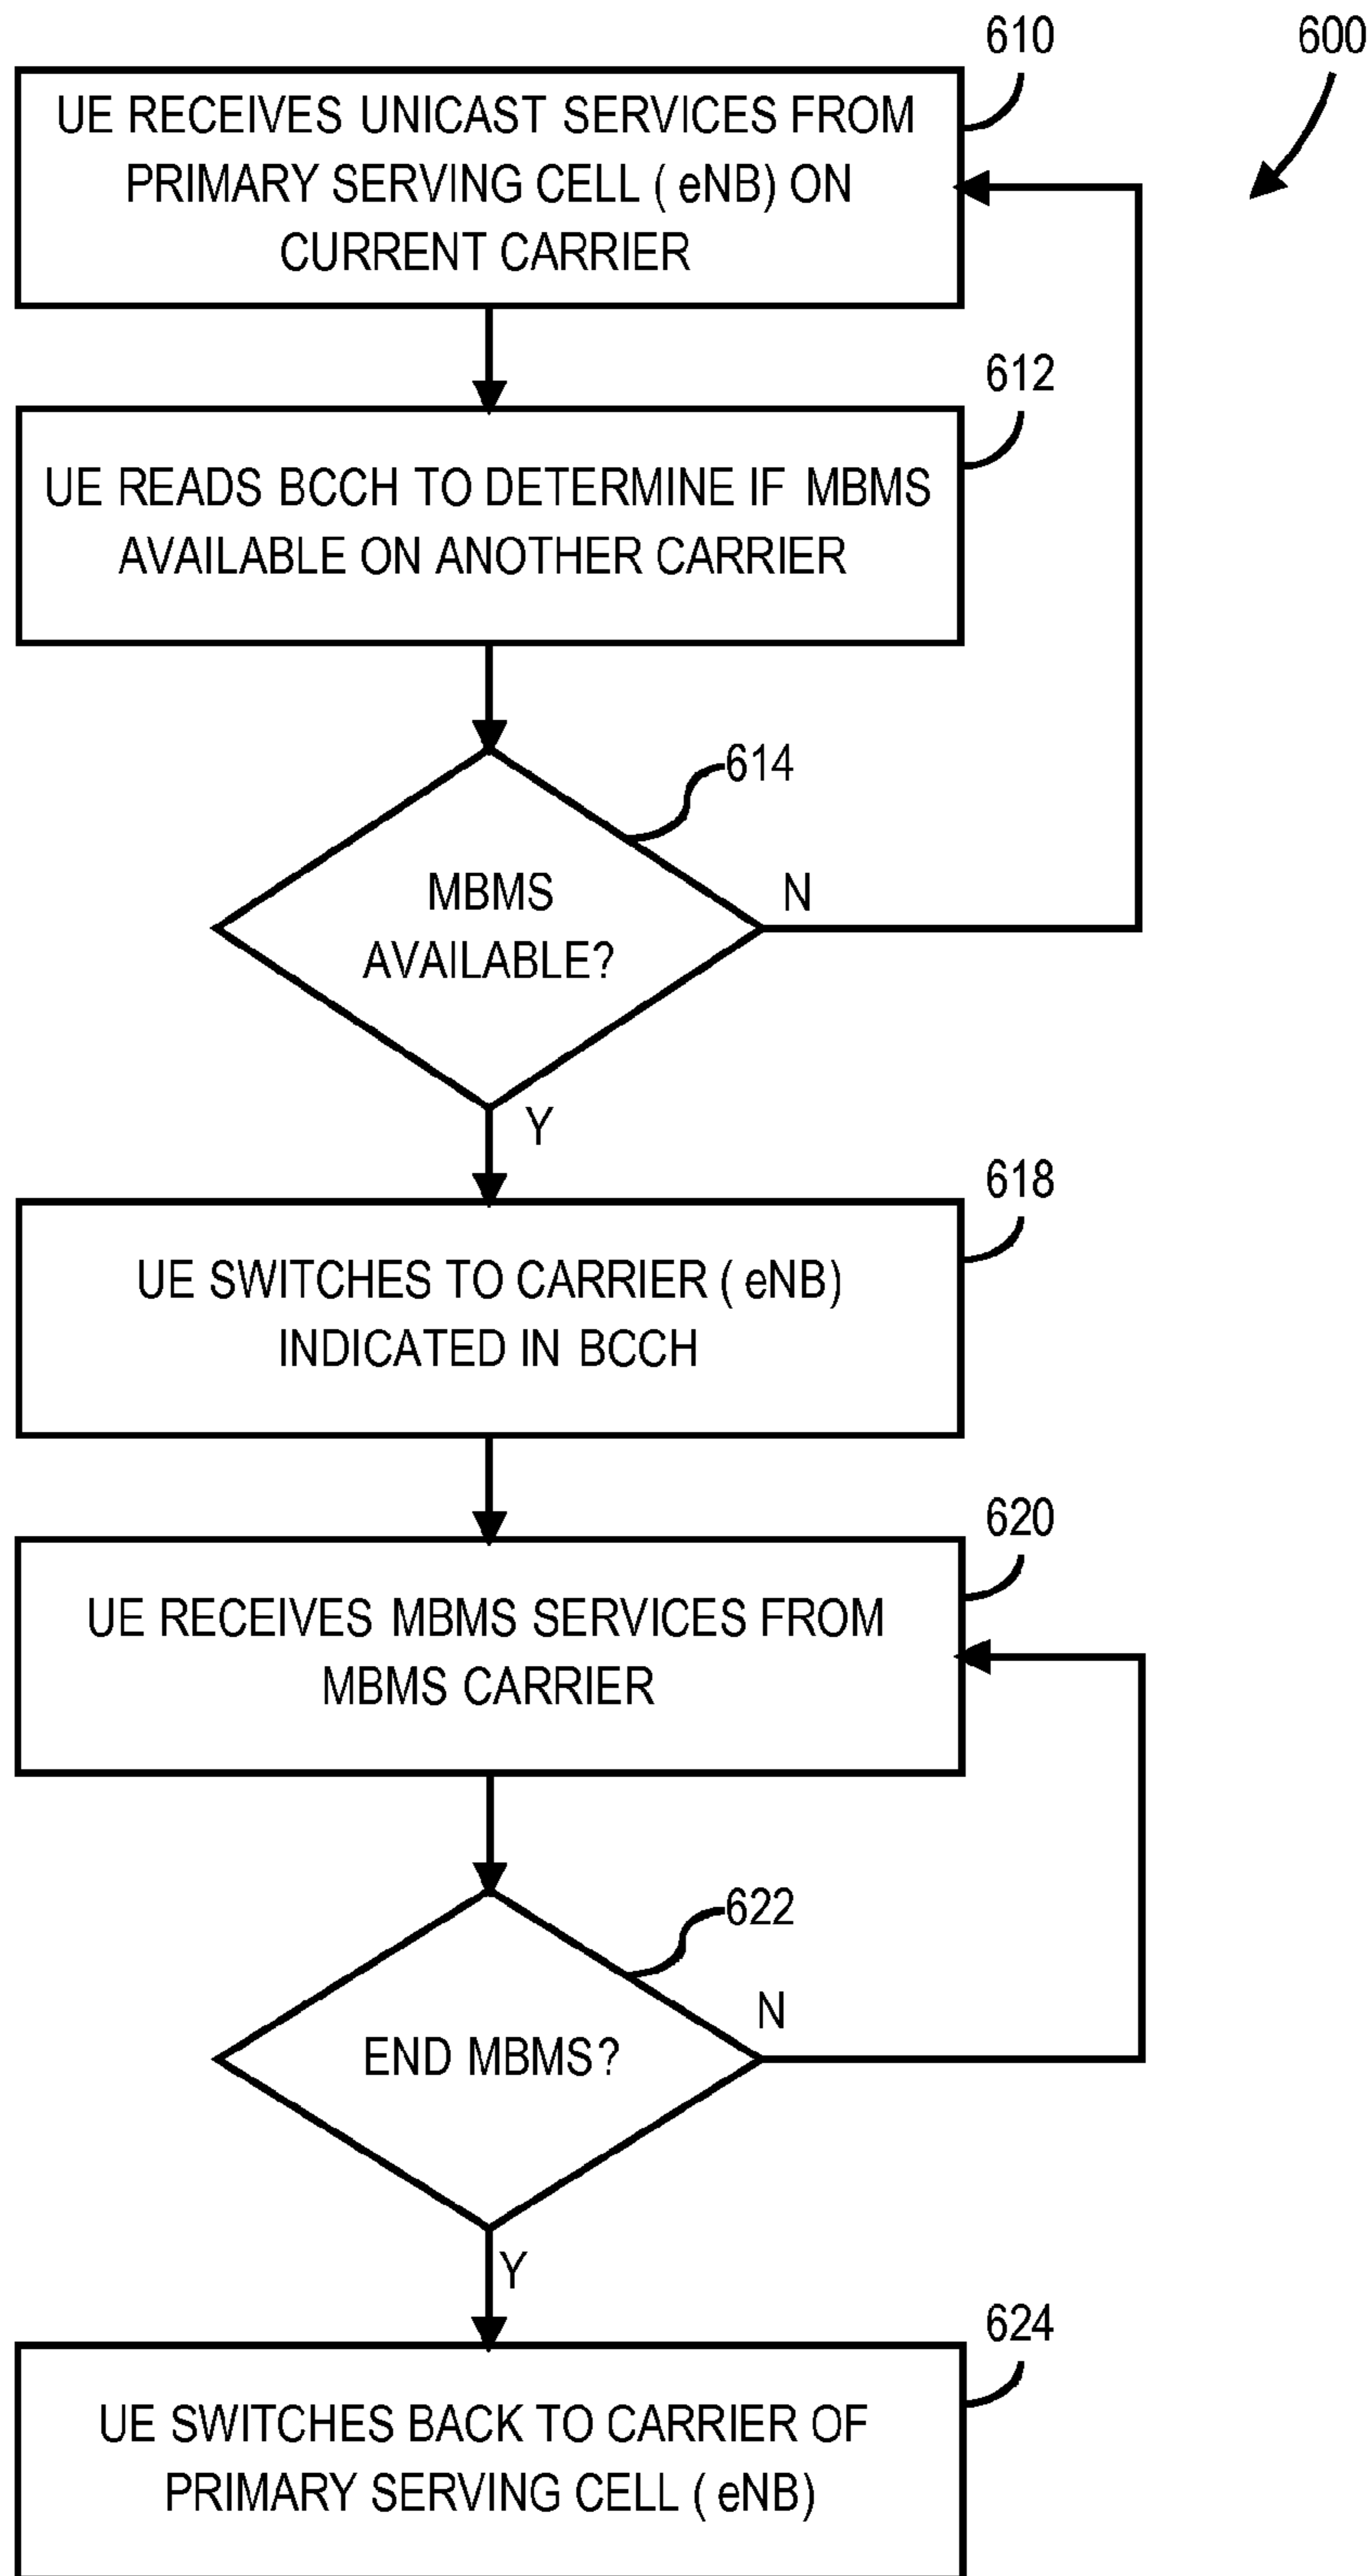 610
600
UE RECEIVES UNICAST SERVICES FROM
PRIMARY SERVING CELL ( eNB) ON
CURRENT CARRIER
612
UE READS BCCH TO DETERMINE IF MBMS
AVAILABLE ON ANOTHER CARRIER
614
MBMS
AVAILABLE?
N
Y
618
UE SWITCHES TO CARRIER ( eNB)
INDICATED IN BCCH
620
UE RECEIVES MBMS SERVICES FROM
MBMS CARRIER
622
END MBMS?
N
Y
624
UE SWITCHES BACK TO CARRIER OF
PRIMARY SERVING CELL ( eNB)